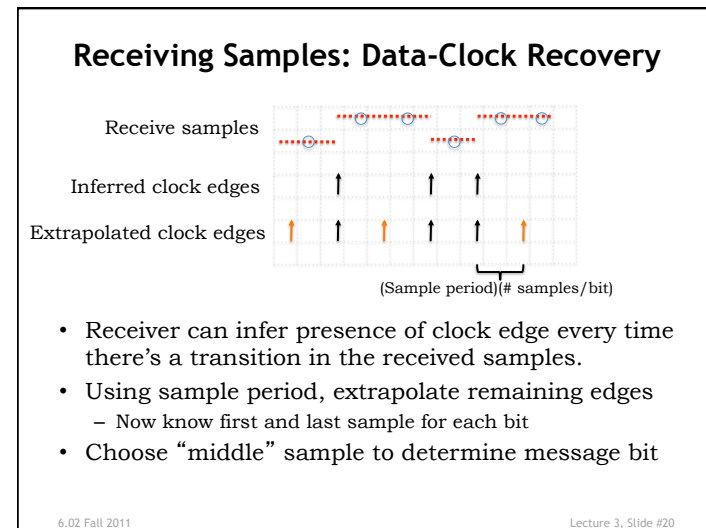 Receiving Samples: Data-Clock Recovery
Receive samples
Inferred clock edges
Extrapolated clock edges
(Sample period)(# samples/bit)
• Receiver can infer presence of clock edge every time
there’s a transition in the received samples.
• Using sample period, extrapolate remaining edges
– Now know first and last sample for each bit
• Choose “middle” sample to determine message bit
6.02 Fall 2011
Lecture 3, Slide #20